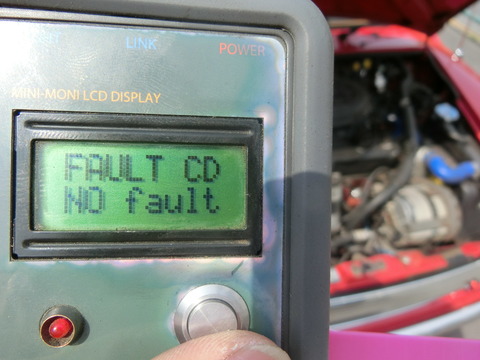 LINK POWER
MINI-MONI LCD DISPLAY
FAULT CD
NO fault